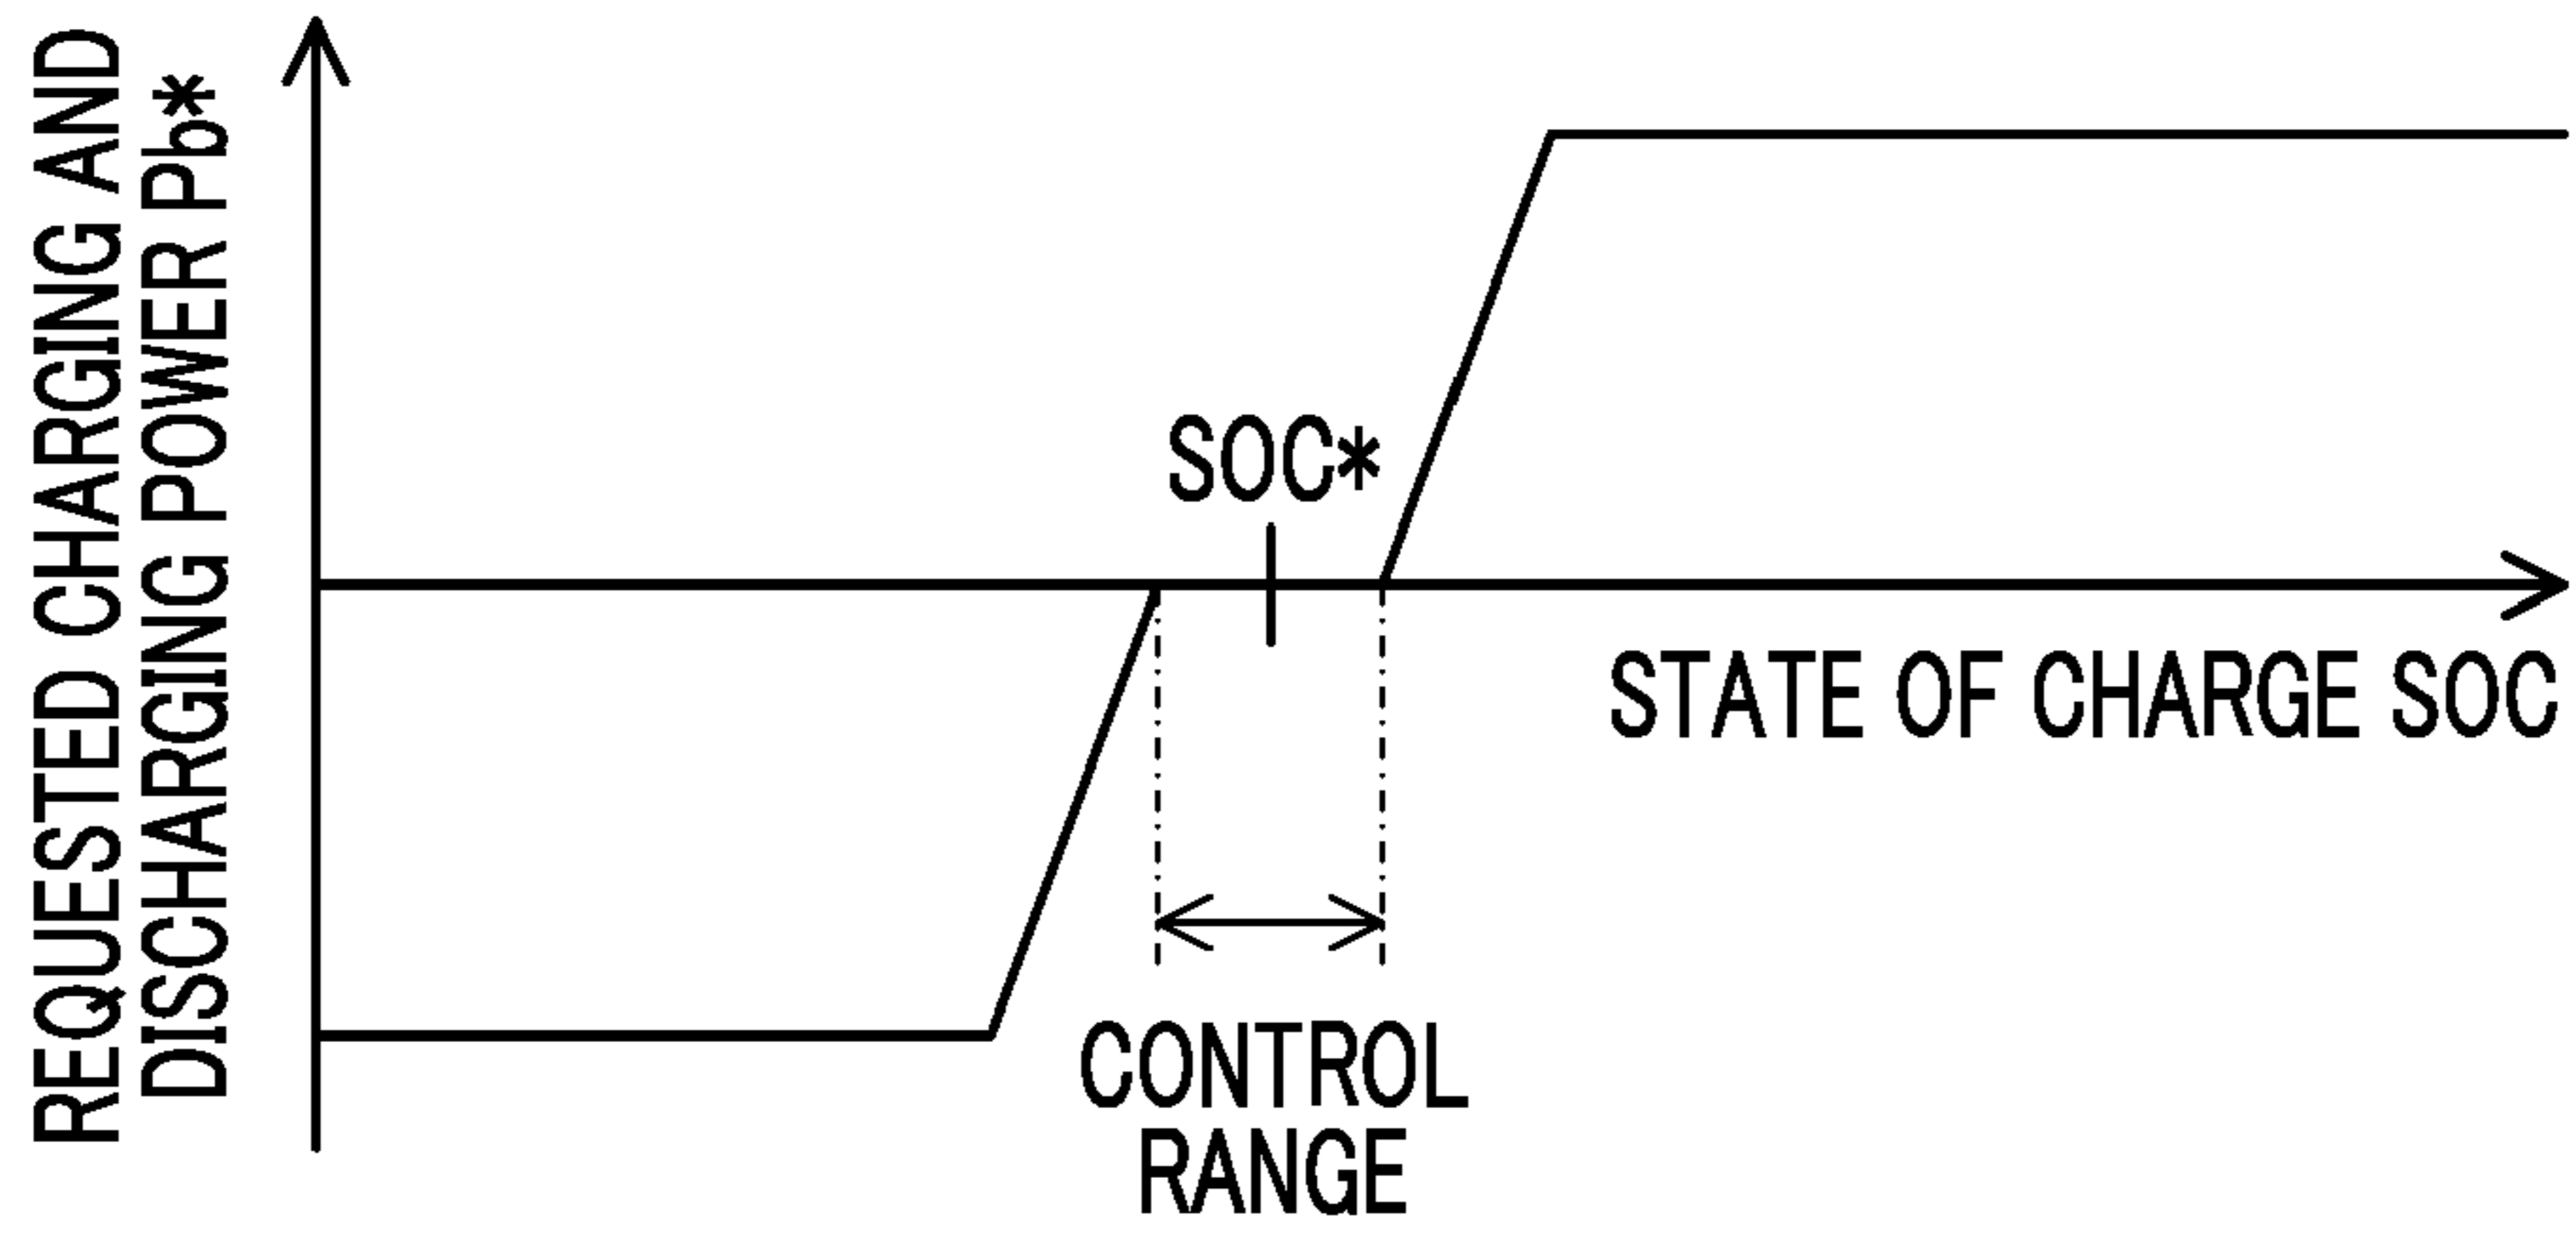 REQUESTED CHARGING AND
DISCHARGING POWER Pb*
SOC*
STATE OF CHARGE SOC
CONTROL
RANGE